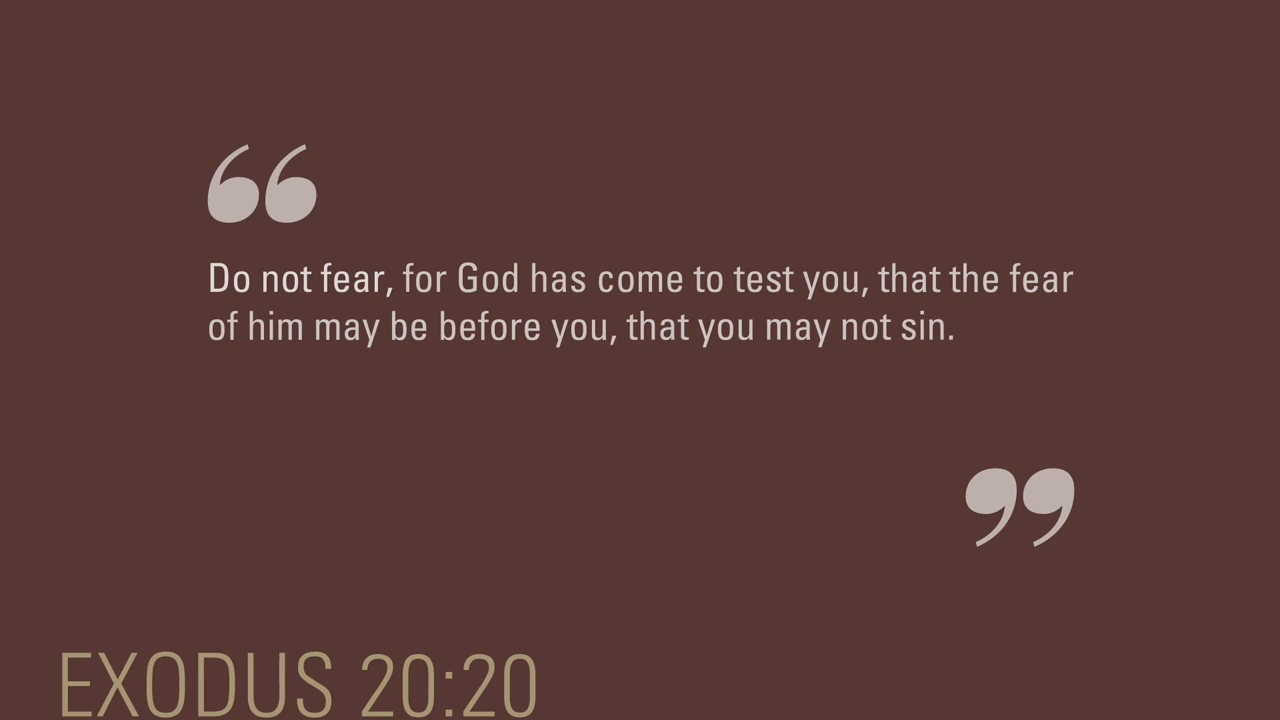 “
Do not fear, for God has come to test you, that the fear
of him may be before you, that you may not sin.
”
EXODUS 20:20